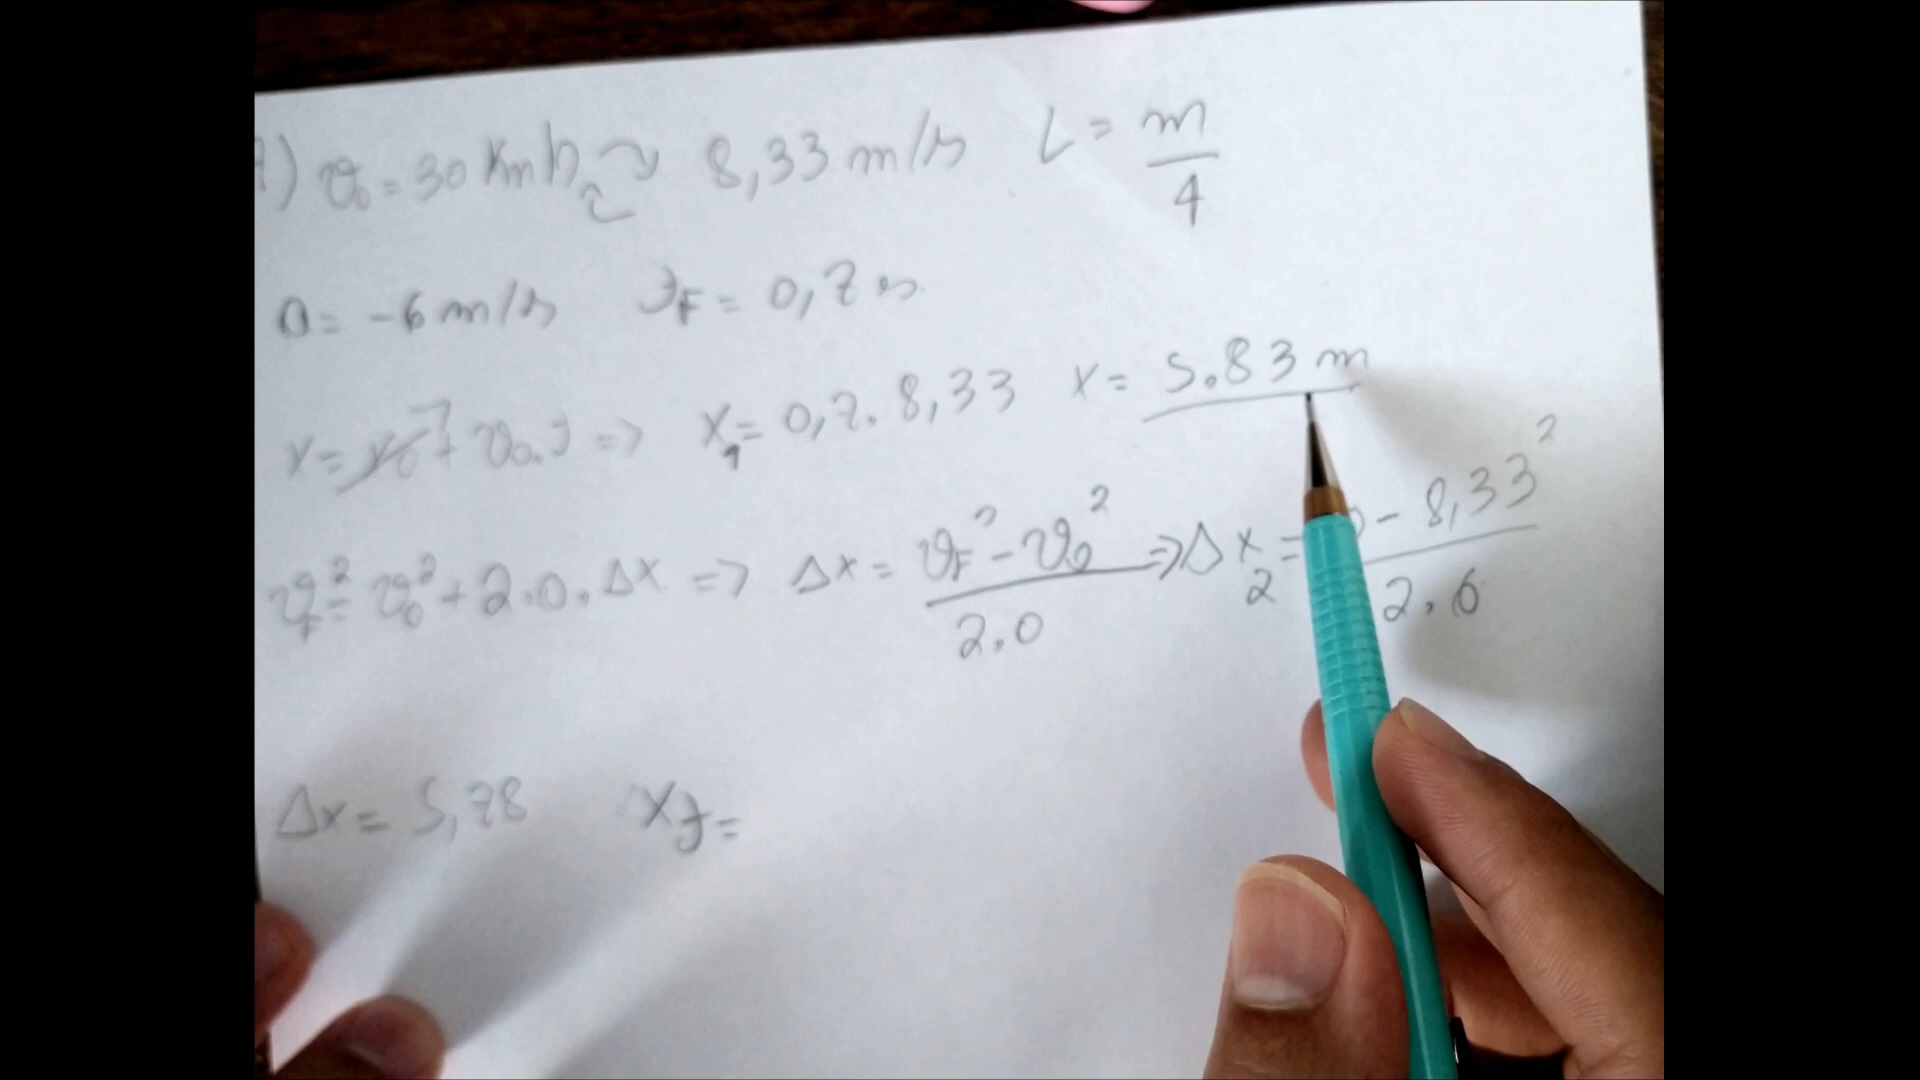 1) v₀ = 30 Km/h 8,33 m/s L = m/4
a = -6 m/s t_F = 0,7 s
x = x₀ + v₀.t => x₁ = 0,7. 8,33 x = 5.83 m
v_F² = v₀² + 2.a.Δx => Δx = (v_F² - v₀²)/2.a => Δx₂ = - 8,33²/2.6
Δx = 5,78 x_f =